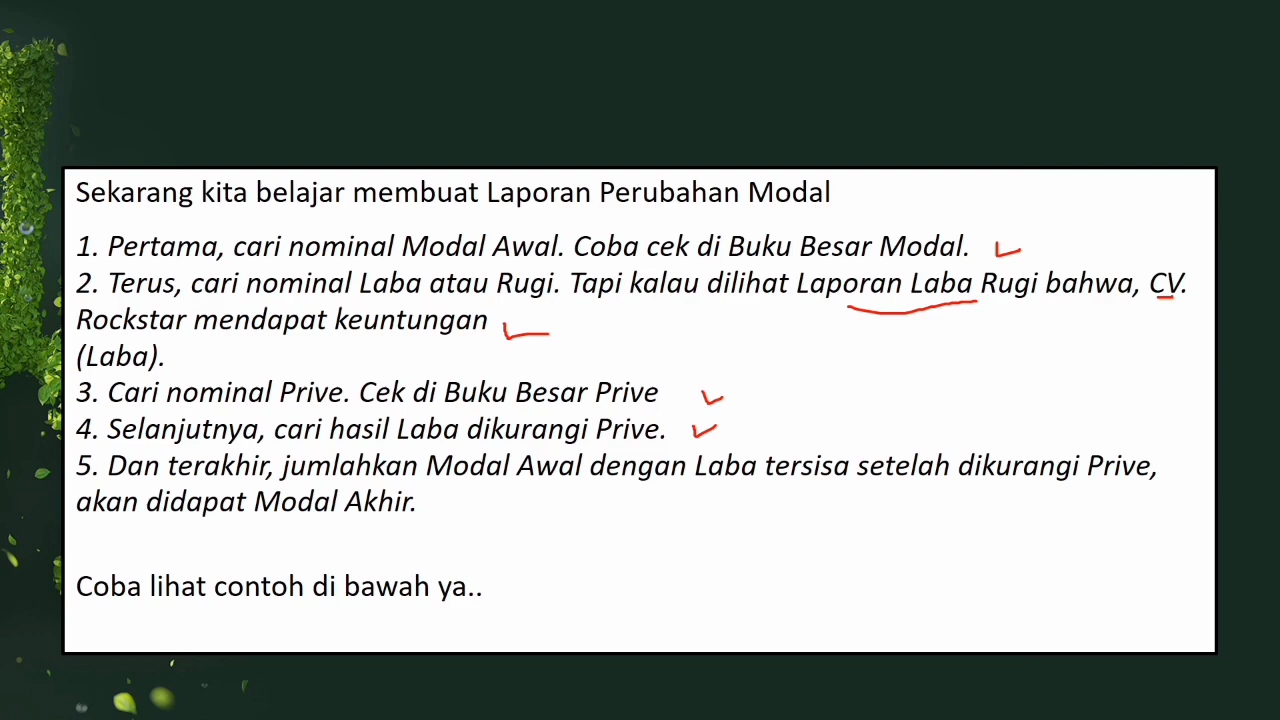 Sekarang kita belajar membuat Laporan Perubahan Modal
1. Pertama, cari nominal Modal Awal. Coba cek di Buku Besar Modal.
2. Terus, cari nominal Laba atau Rugi. Tapi kalau dilihat Laporan Laba Rugi bahwa, CV.
Rockstar mendapat keuntungan
(Laba).
3. Cari nominal Prive. Cek di Buku Besar Prive
4. Selanjutnya, cari hasil Laba dikurangi Prive.
5. Dan terakhir, jumlahkan Modal Awal dengan Laba tersisa setelah dikurangi Prive,
akan didapat Modal Akhir.
Coba lihat contoh di bawah ya..